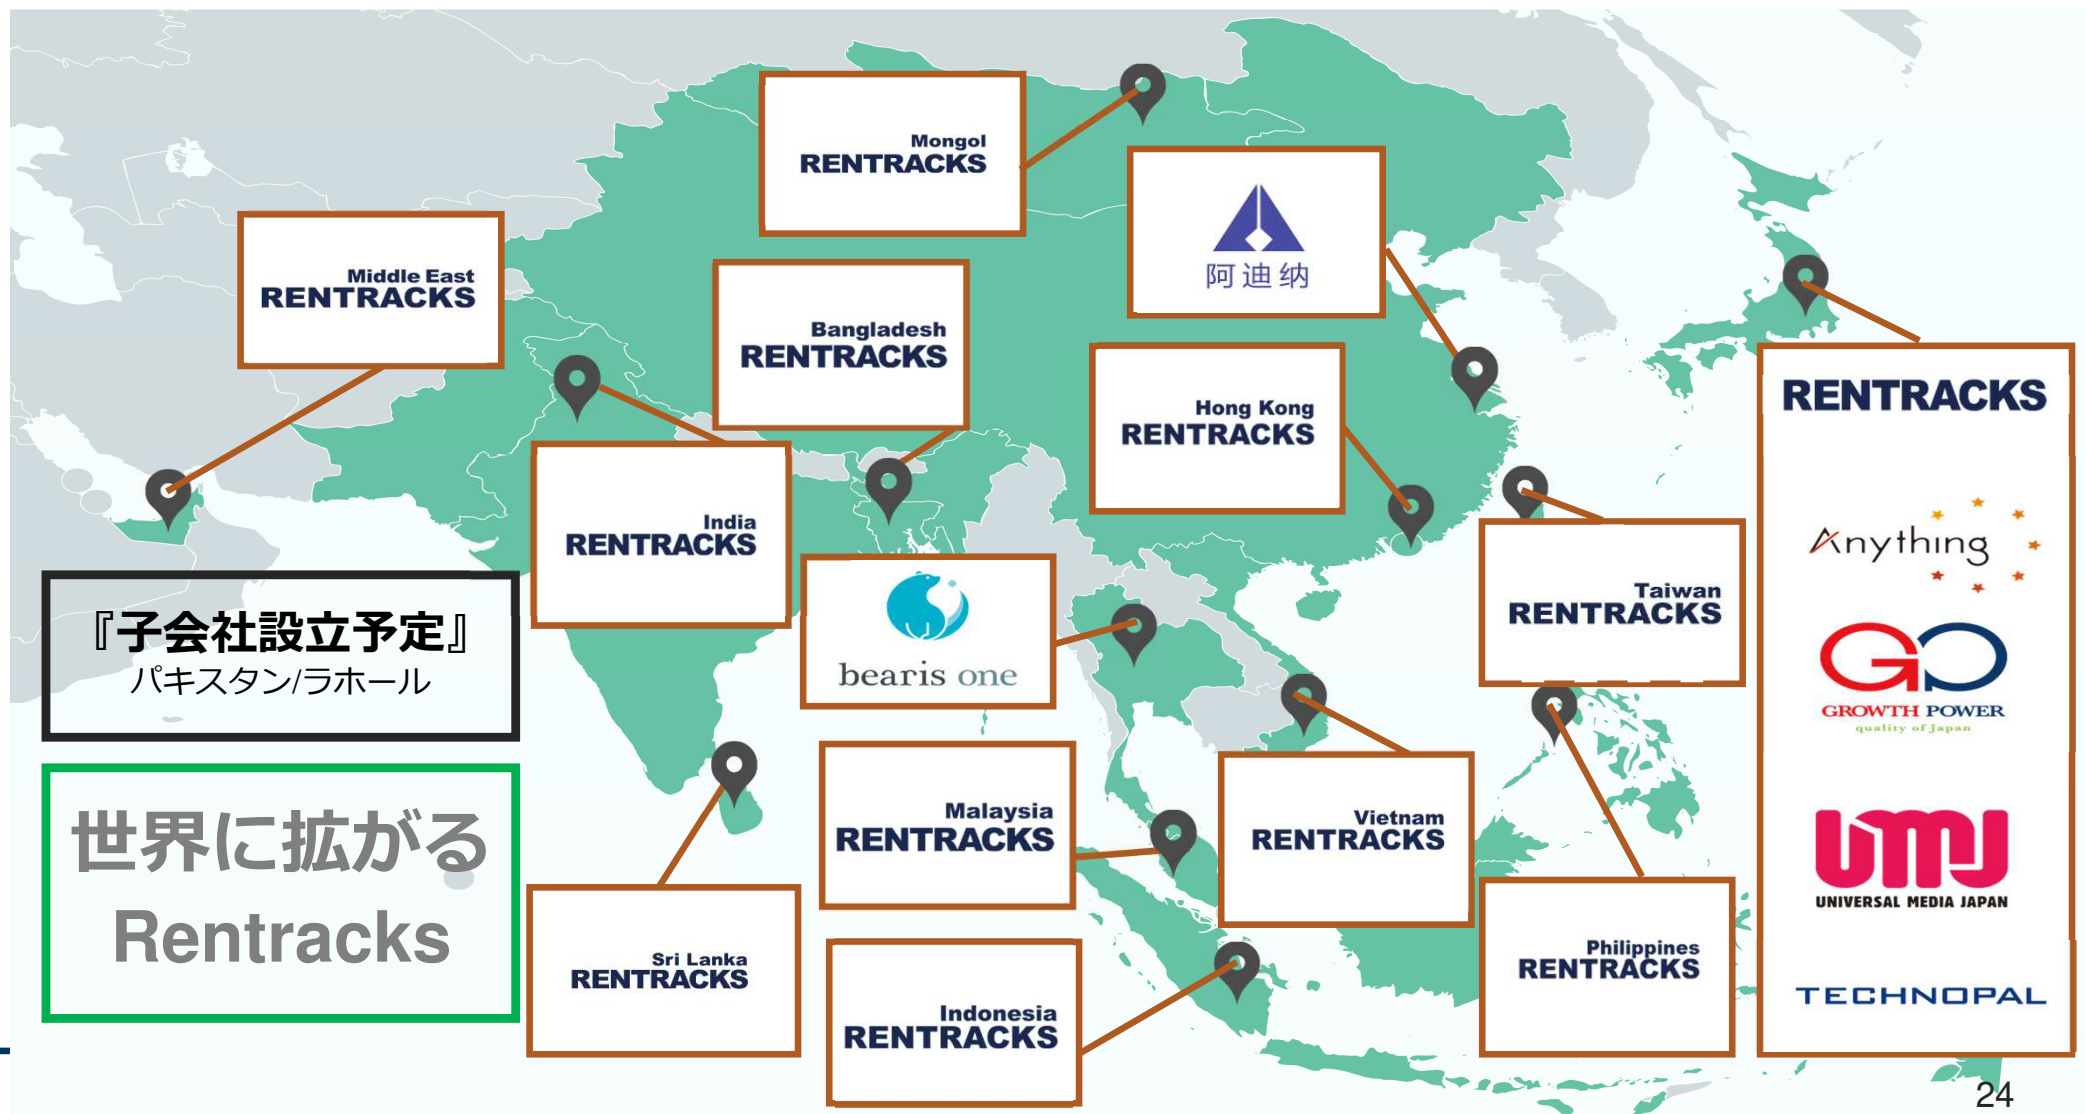 Mongol
RENTRACKS
阿迪纳
Middle East
RENTRACKS
Bangladesh
RENTRACKS
Hong Kong
RENTRACKS
India
RENTRACKS
Taiwan
RENTRACKS
bearis one
『子会社設立予定』
パキスタン/ラホール
世界に拡がる
Rentracks
Malaysia
RENTRACKS
Vietnam
RENTRACKS
Sri Lanka
RENTRACKS
Indonesia
RENTRACKS
Philippines
RENTRACKS
RENTRACKS
Anything
GP
GROWTH POWER
quality of Japan
UMJ
UNIVERSAL MEDIA JAPAN
TECHNOPAL
24